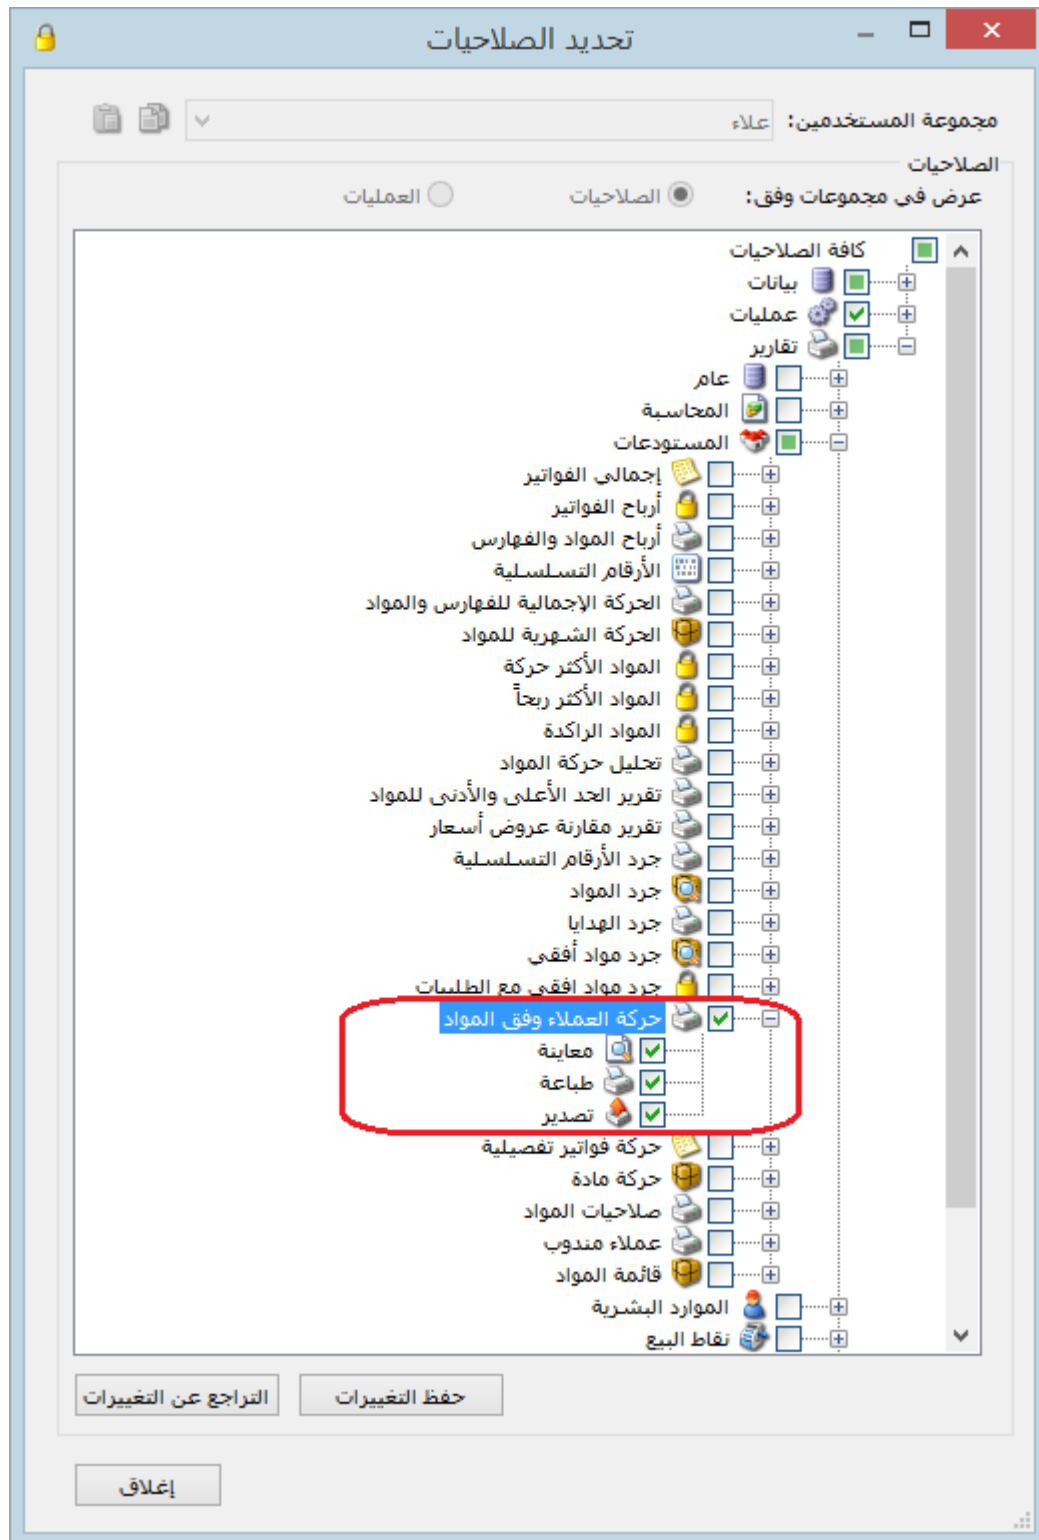 تحديد الصلاحيات
مجموعة المستخدمين: علاء
الصلاحيات
عرض في مجموعات وفق: الصلاحيات العمليات
كافة الصلاحيات
بيانات
عمليات
تقارير
عام
المحاسبة
المستودعات
إجمالي الفواتير
أرباح الفواتير
أرباح المواد والفهارس
الأرقام التسلسلية
الحركة الإجمالية للفهارس والمواد
الحركة الشهرية للمواد
المواد الأكثر حركة
المواد الأكثر ربحاً
المواد الراكدة
تحليل حركة المواد
تقرير الحد الأعلى والأدنى للمواد
تقرير مقارنة عروض أسعار
جرد الأرقام التسلسلية
جرد المواد
جرد الهدايا
جرد مواد أفقي
جرد مواد افقي مع الطلبيات
حركة العملاء وفق المواد
معاينة
طباعة
تصدير
حركة فواتير تفصيلية
حركة مادة
صلاحيات المواد
عملاء مندوب
قائمة المواد
الموارد البشرية
نقاط البيع
حفظ التغييرات التراجع عن التغييرات
إغلاق